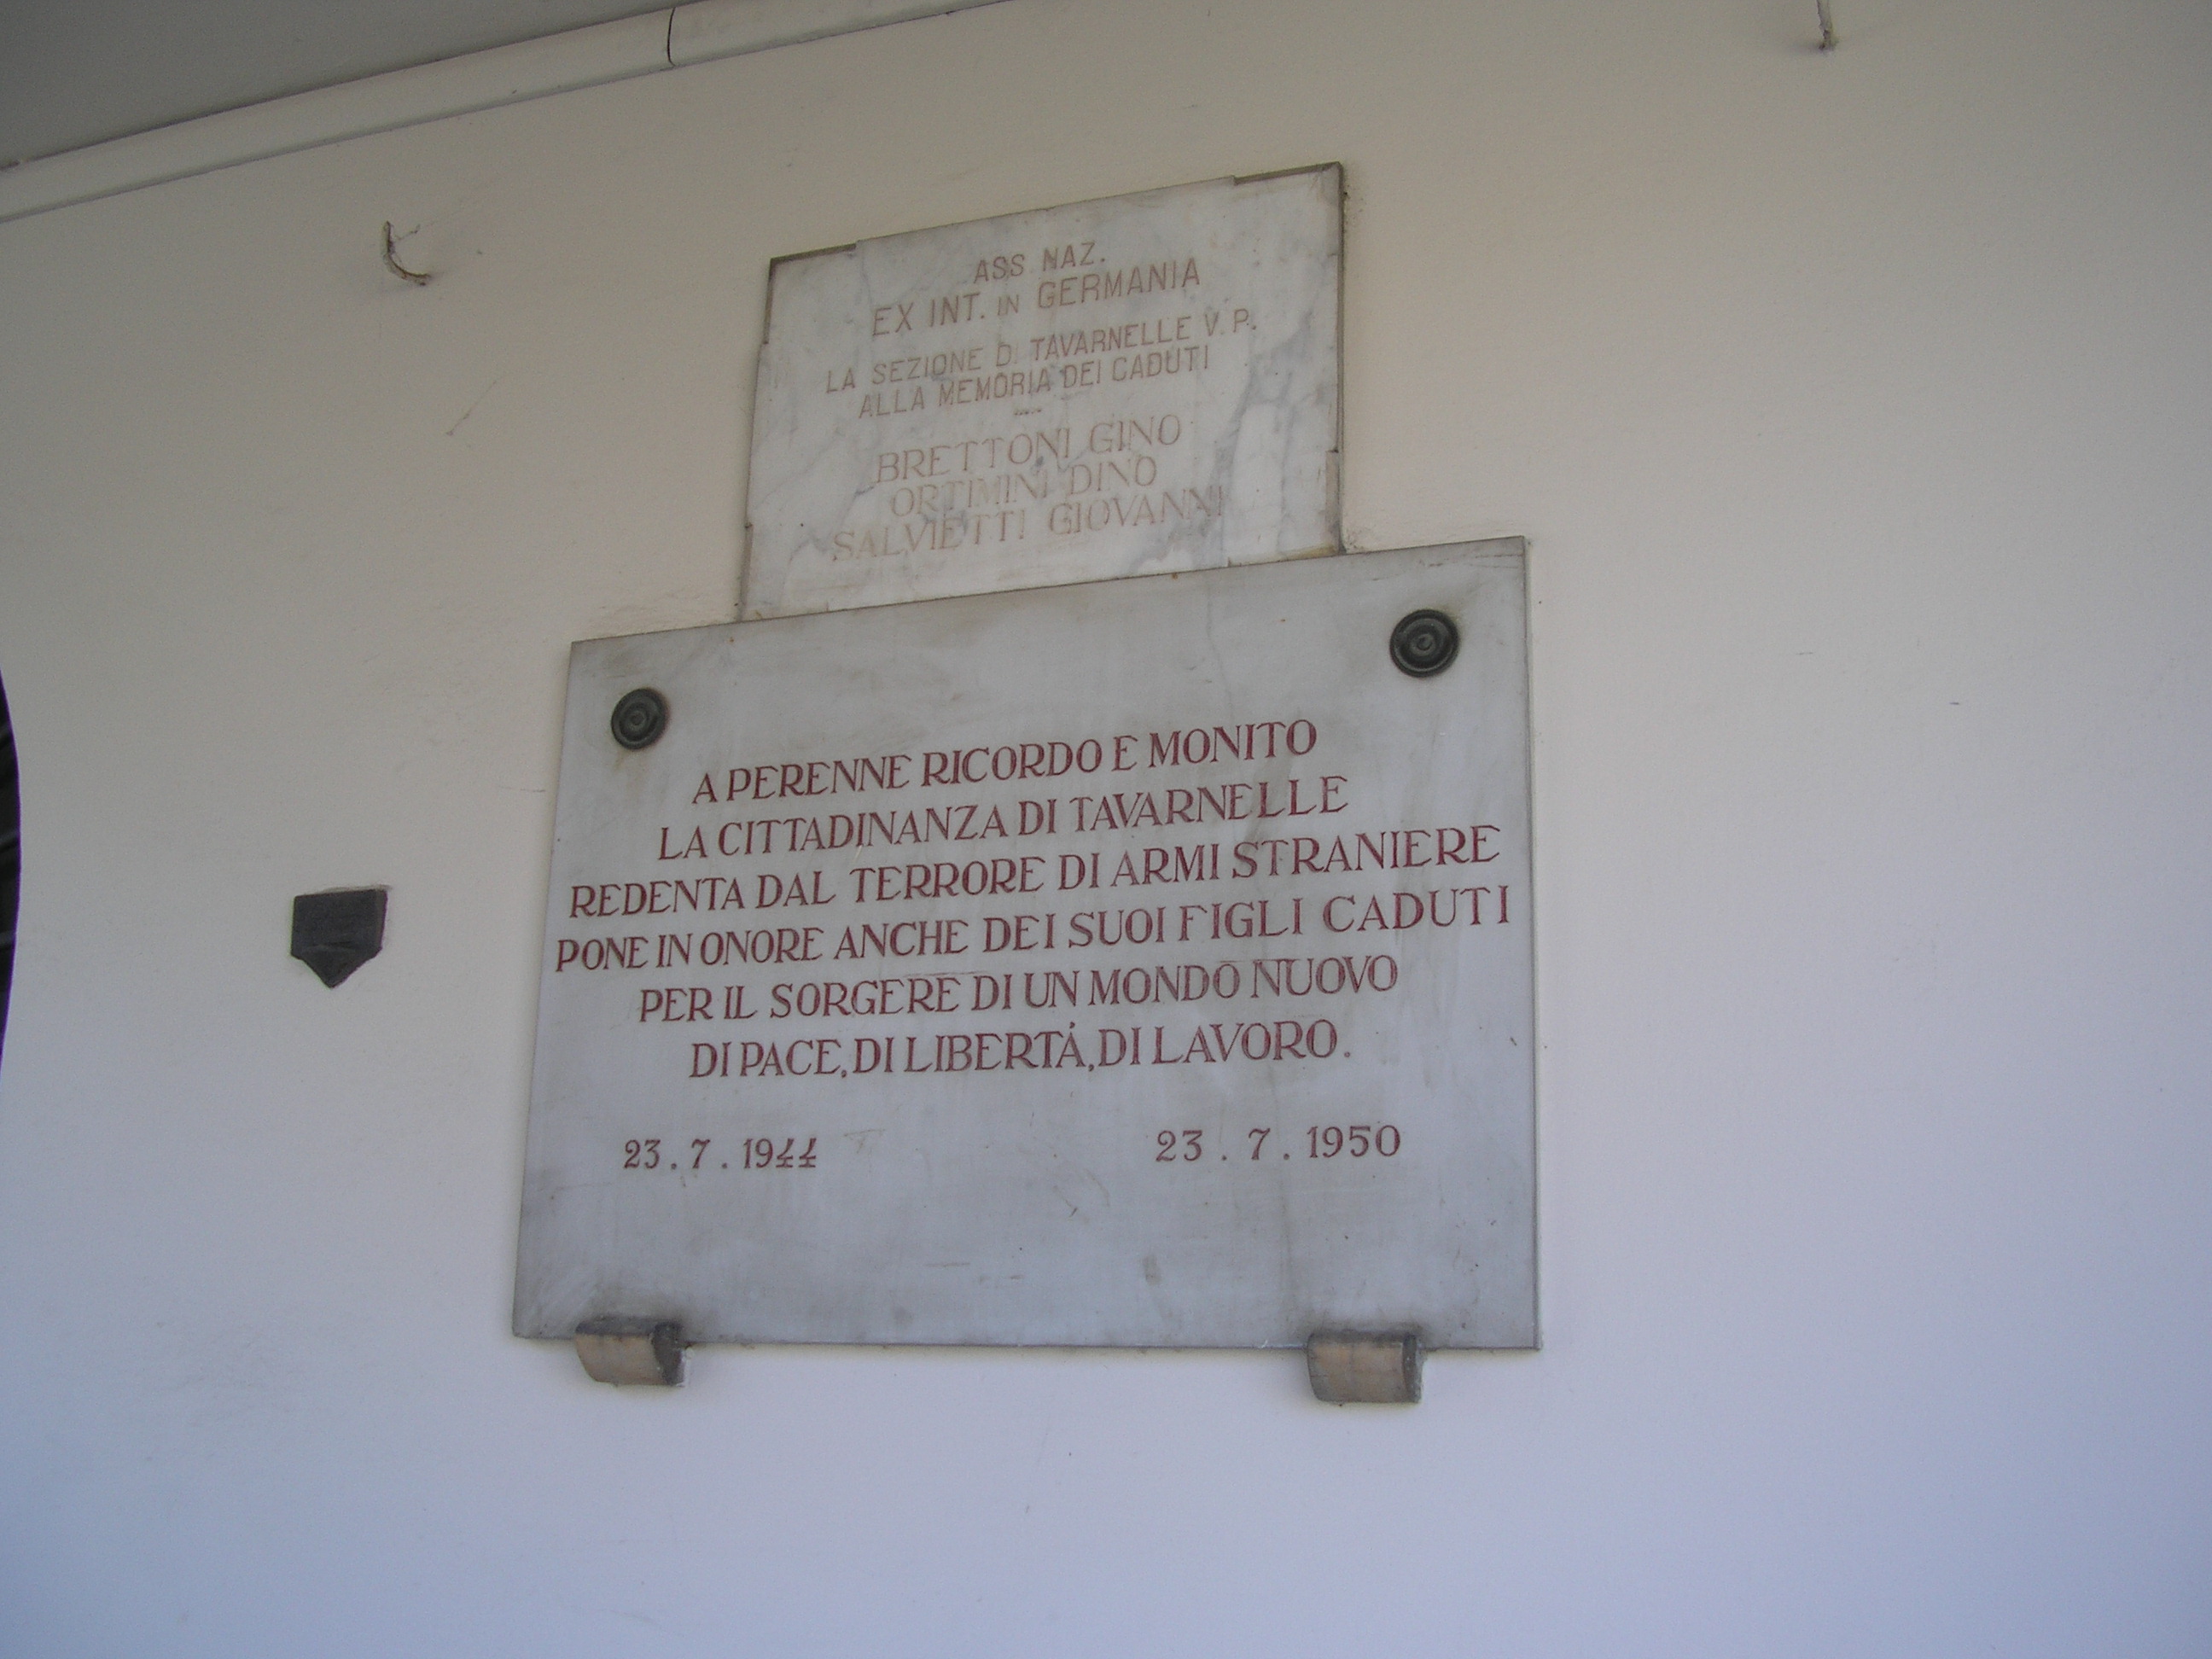 ASS NAZ.
EX INT. IN GERMANIA
LA SEZIONE DI TAVARNELLE V. P.
ALLA MEMORIA DEI CADUTI
BRETTONI GINO
ORTIMINI DINO
SALVIETTI GIOVANNI
A PERENNE RICORDO E MONITO
LA CITTADINANZA DI TAVARNELLE
REDENTA DAL TERRORE DI ARMI STRANIERE
PONE IN ONORE ANCHE DEI SUOI FIGLI CADUTI
PER IL SORGERE DI UN MONDO NUOVO
DI PACE, DI LIBERTÁ, DI LAVORO.
23 . 7 . 1944 23 . 7 . 1950